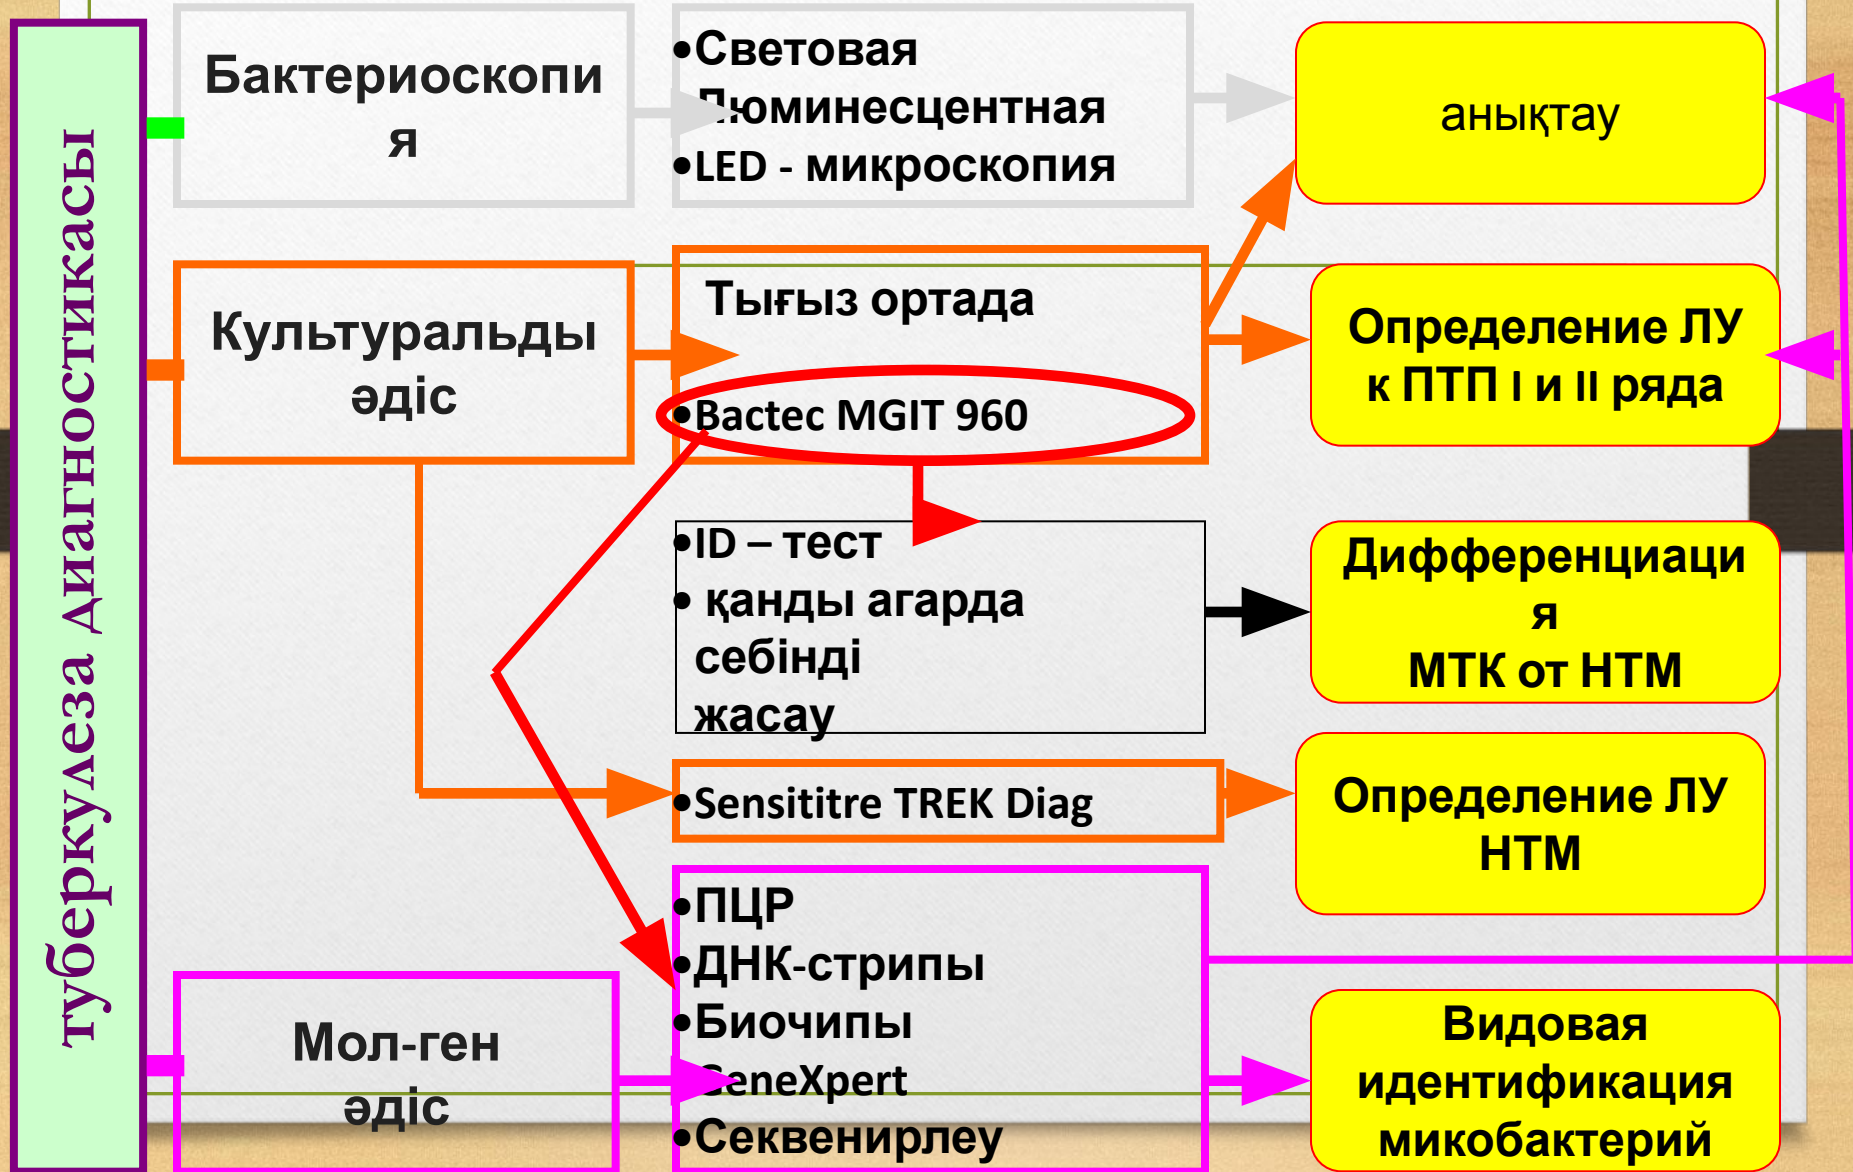 туберкулеза диагностикасы
Бактериоскопи
я
•Световая
Люминесцентная
•LED - микроскопия
анықтау
Культуральды
әдіс
Тығыз ортада
•Bactec MGIT 960
Определение ЛУ
к ПТП I и II ряда
•ID – тест
• қанды агарда
себінді
жасау
Дифференциаци
я
МТК от НТМ
•Sensititre TREK Diag
Определение ЛУ
НТМ
Мол-ген
әдіс
•ПЦР
•ДНК-стрипы
•Биочипы
GeneXpert
•Секвенирлеу
Видовая
идентификация
микобактерий